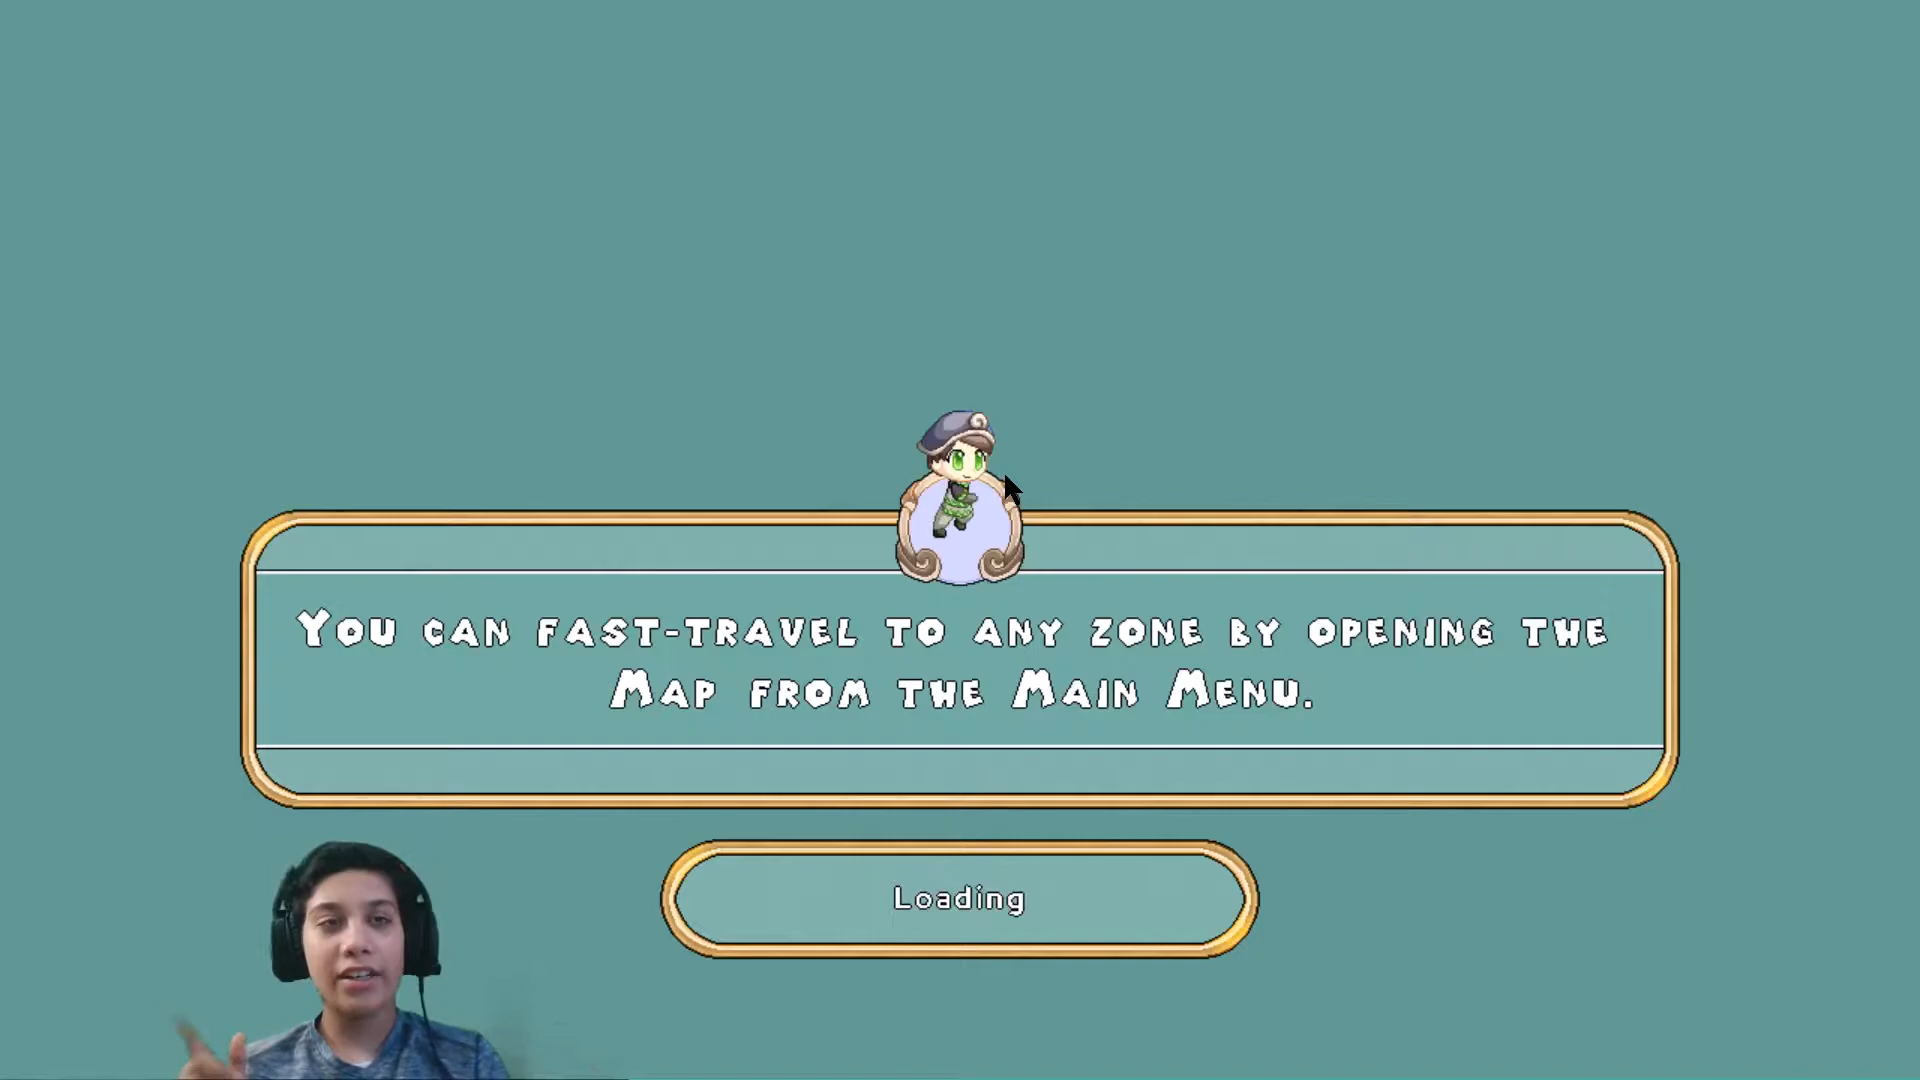 You can fast-travel to any zone by opening the
Map from the Main Menu.
Loading